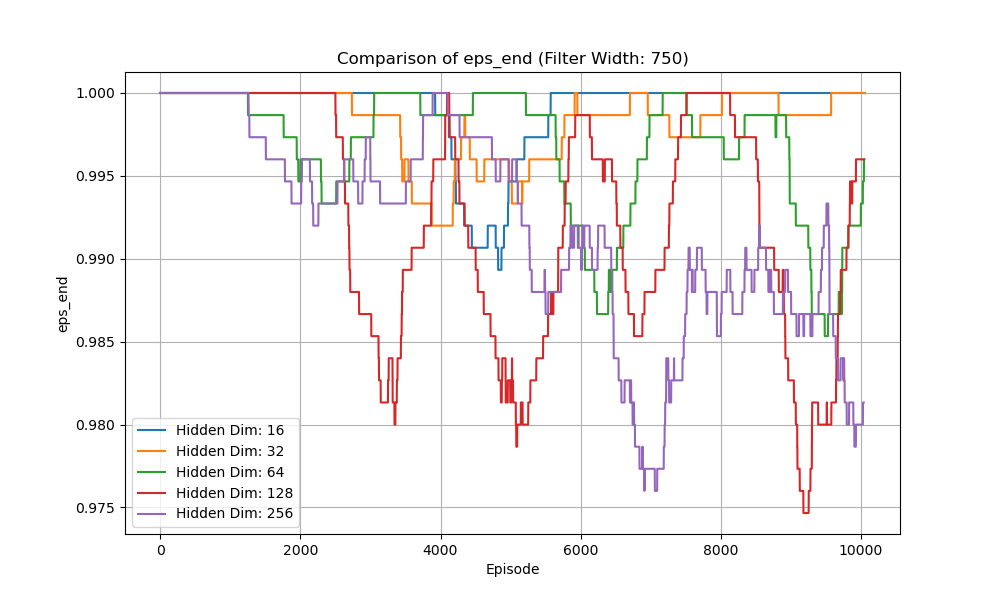 Comparison of eps_end (Filter Width: 750)
1.000
0.995
0.990
0.985
0.980
0.975
eps_end
Hidden Dim: 16
Hidden Dim: 32
Hidden Dim: 64
Hidden Dim: 128
Hidden Dim: 256
0
2000
4000
6000
8000
10000
Episode